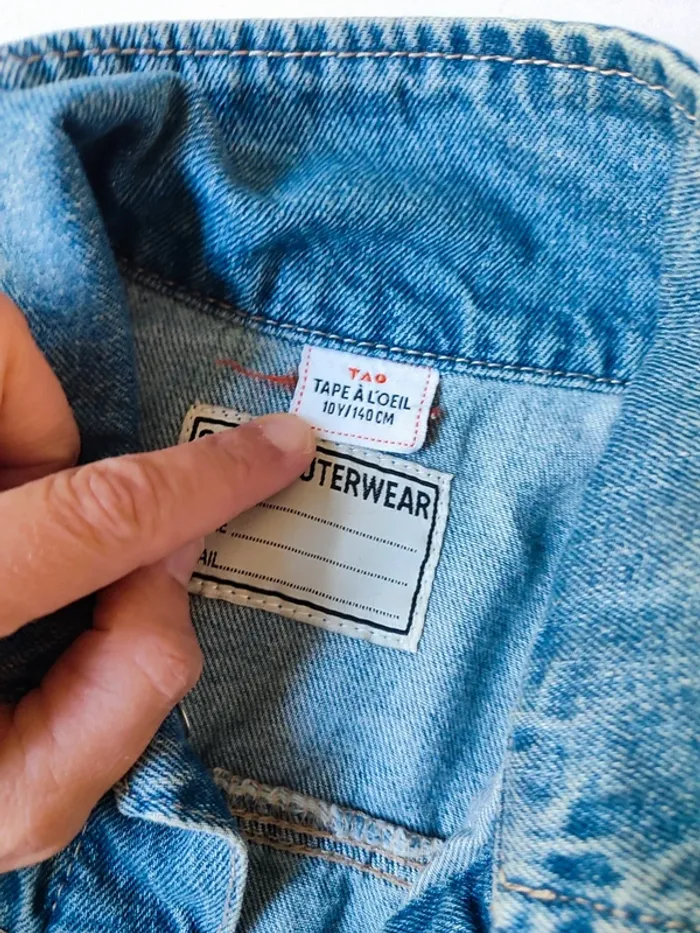 TAO
TAPE À L'OEIL
10Y/140CM
UTERWEAR
AIL